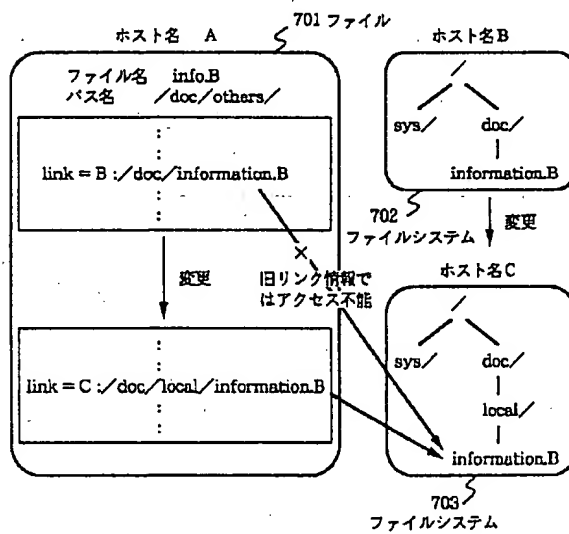 ホスト名 A
701 ファイル
ファイル名 info.B
パス名 /doc/others/
link = B :/doc/information.B
変更
旧リンク情報で
はアクセス不能
link = C :/doc/local/information.B
ホスト名B
/
sys/ doc/
information.B
702
ファイルシステム
変更
ホスト名C
/
sys/ doc/
local/
information.B
703
ファイルシステム